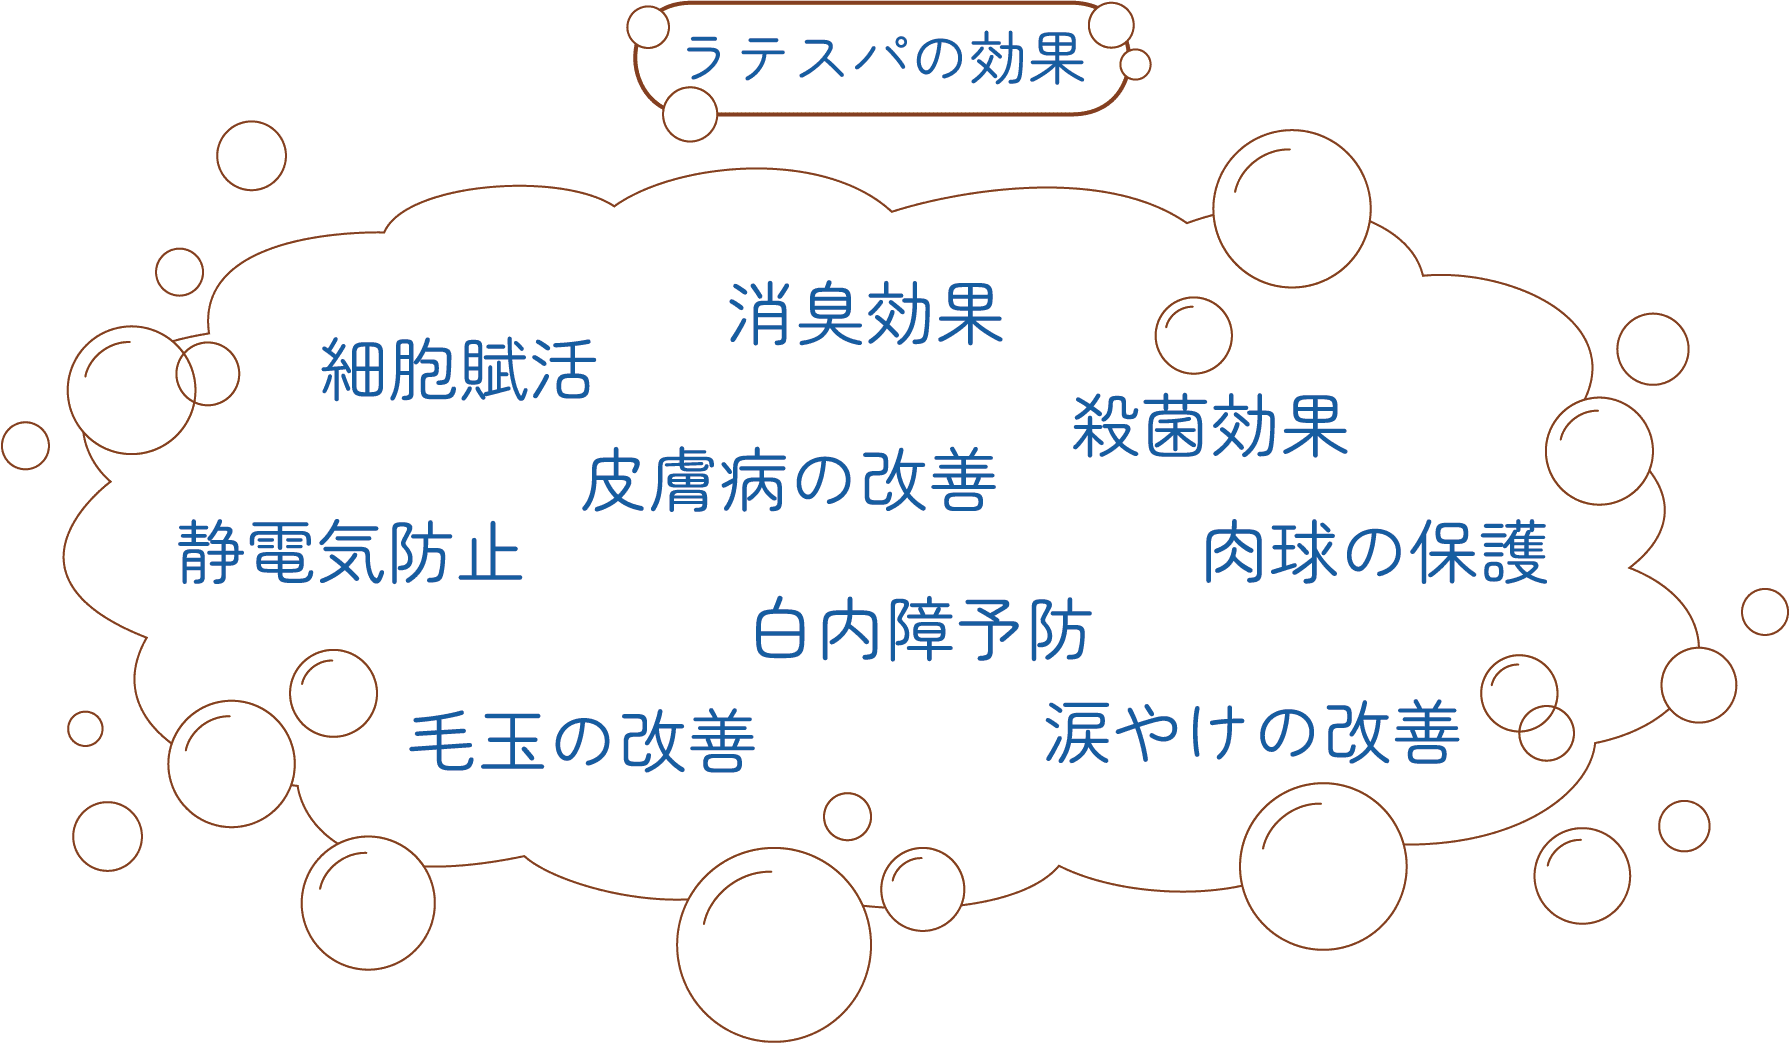 ラテスパの効果
消臭効果
細胞賦活
殺菌効果
皮膚病の改善
静電気防止
肉球の保護
白内障予防
毛玉の改善
涙やけの改善